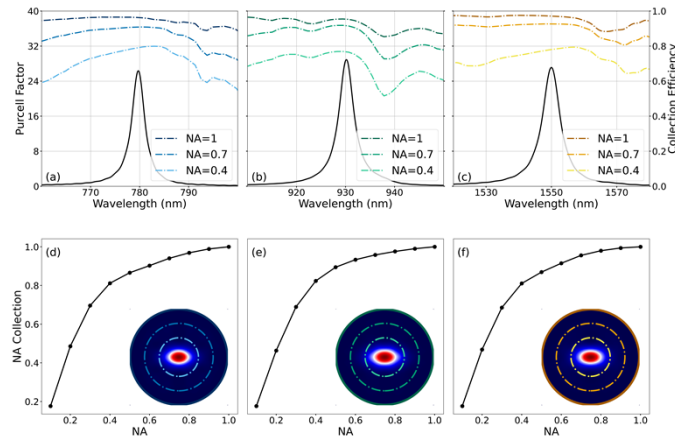 40
32
24
16
8
0
Purcell Factor
NA=1
NA=0.7
NA=0.4
(a)
770 780 790
Wavelength (nm)
NA=1
NA=0.7
NA=0.4
(b)
920 930 940
Wavelength (nm)
NA=1
NA=0.7
NA=0.4
(c)
1530 1550 1570
Wavelength (nm)
1.0
0.8
0.6
0.4
0.2
0.0
Collection Efficiency
1.0
0.8
0.6
0.4
0.2
NA Collection
(d)
0.2 0.4 0.6 0.8 1.0
NA
(e)
0.2 0.4 0.6 0.8 1.0
NA
(f)
0.2 0.4 0.6 0.8 1.0
NA